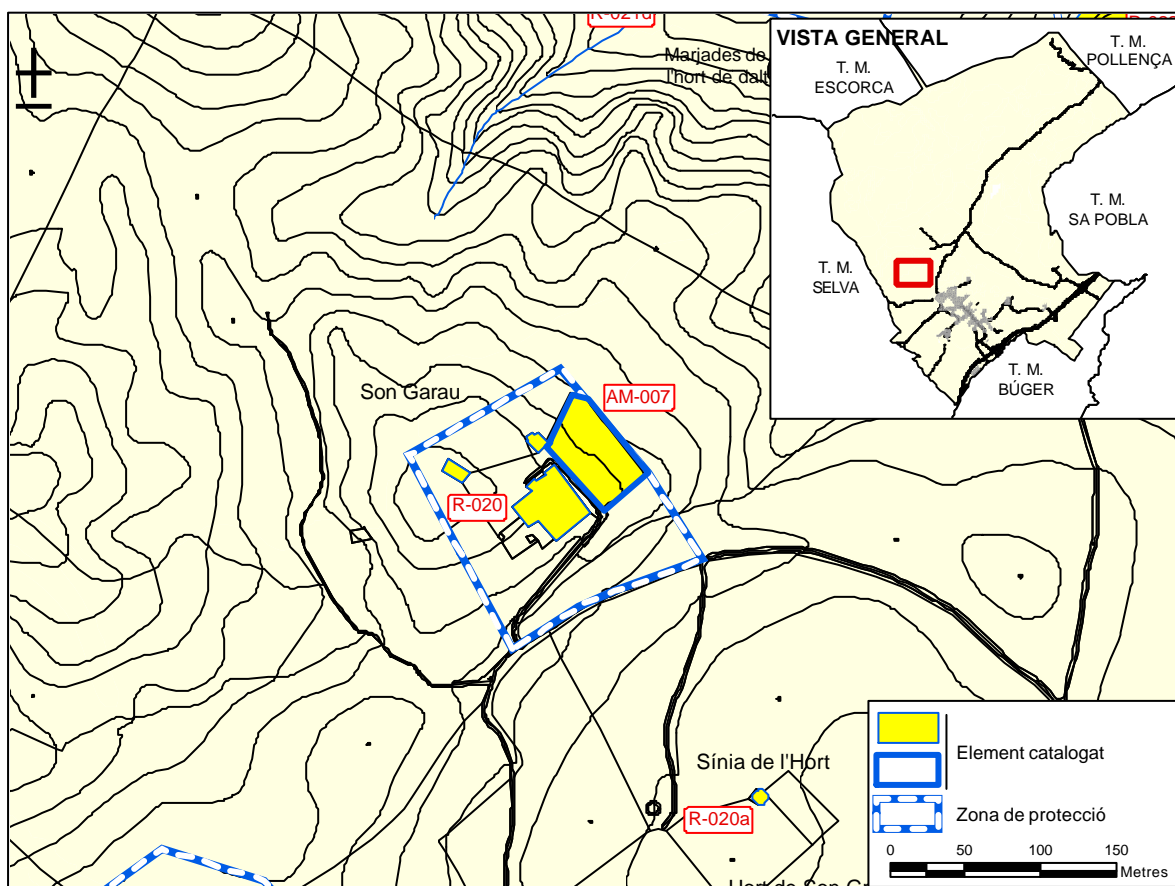 R-021d
Marjades de
l'hort de dalt
VISTA GENERAL
T. M.
POLLENÇA
T. M.
ESCORCA
T. M.
SA POBLA
T. M.
SELVA
T. M.
BÚGER
Son Garau
AM-007
R-020
Sínia de l'Hort
R-020a
Element catalogat
Zona de protecció
0 50 100 150
Metres